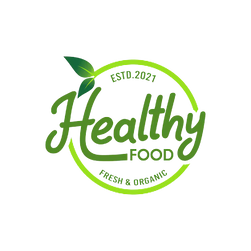 ESTD.2021
Healthy
FOOD
FRESH & ORGANIC